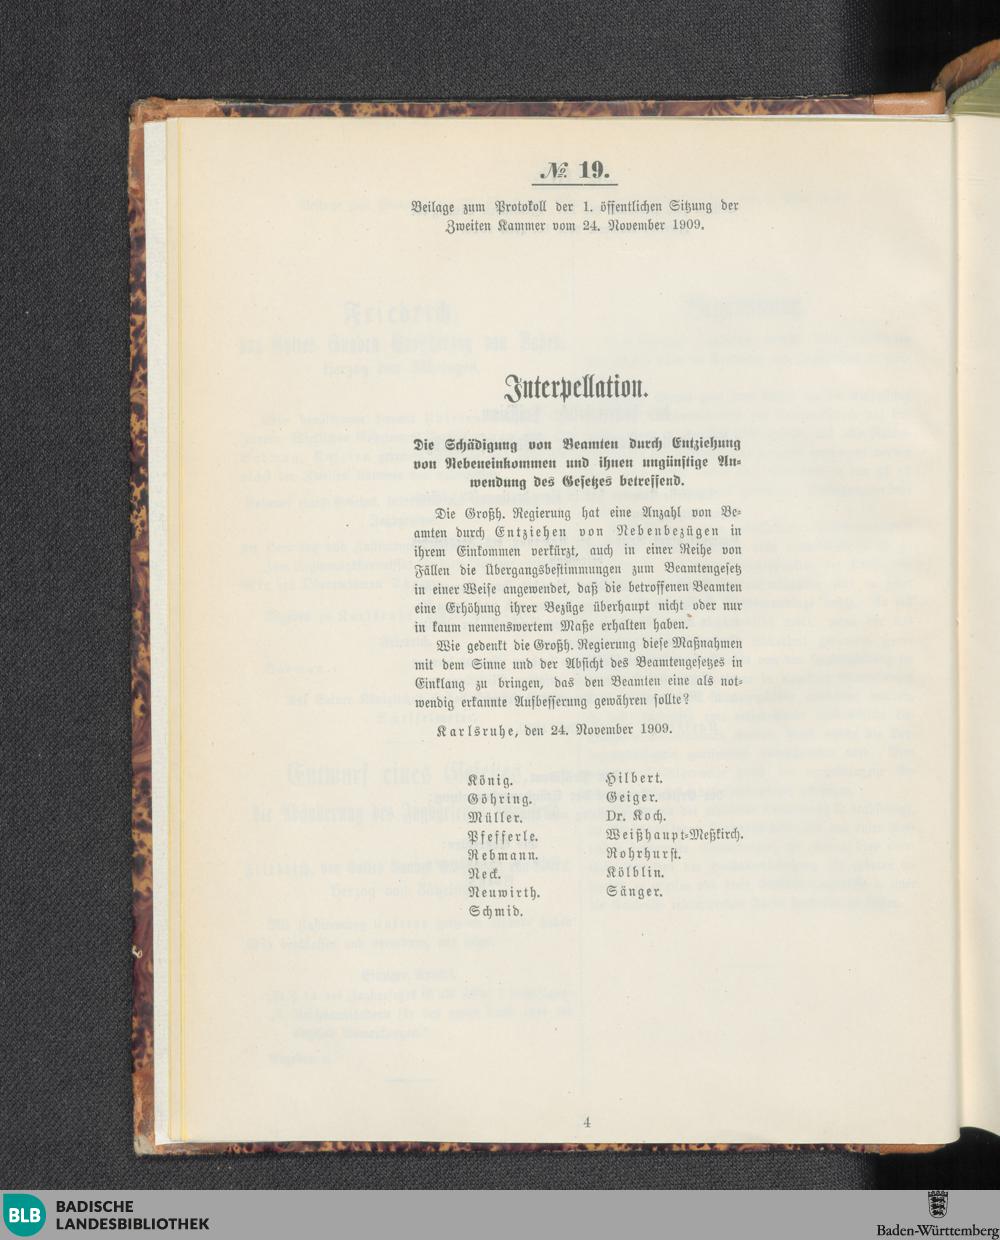 № 19.
Beilage zum Protokoll der 1. öffentlichen Sitzung der
Zweiten Kammer vom 24. November 1909.
Interpellation.
Die Schädigung von Beamten durch Entziehung
von Nebeneinkommen und ihnen ungünstige An-
wendung des Gesetzes betreffend.
Die Großh. Regierung hat eine Anzahl von Be-
amten durch Entziehen von Nebenbezügen in
ihrem Einkommen verkürzt, auch in einer Reihe von
Fällen die Übergangsbestimmungen zum Beamtengesetz
in einer Weise angewendet, daß die betroffenen Beamten
eine Erhöhung ihrer Bezüge überhaupt nicht oder nur
in kaum nennenswertem Maße erhalten haben.
Wie gedenkt die Großh. Regierung diese Maßnahmen
mit dem Sinne und der Absicht des Beamtengesetzes in
Einklang zu bringen, das den Beamten eine als not-
wendig erkannte Aufbesserung gewähren sollte?
Karlsruhe, den 24. November 1909.
König.
Göhring.
Müller.
Pfefferle.
Rebmann.
Neck.
Neuwirth.
Schmid.
Hilbert.
Geiger.
Dr. Koch.
Weißhaupt-Meßkirch.
Rohrhurst.
Kölblin.
Sänger.
4
BLB
BADISCHE
LANDESBIBLIOTHEK
Baden-Württemberg